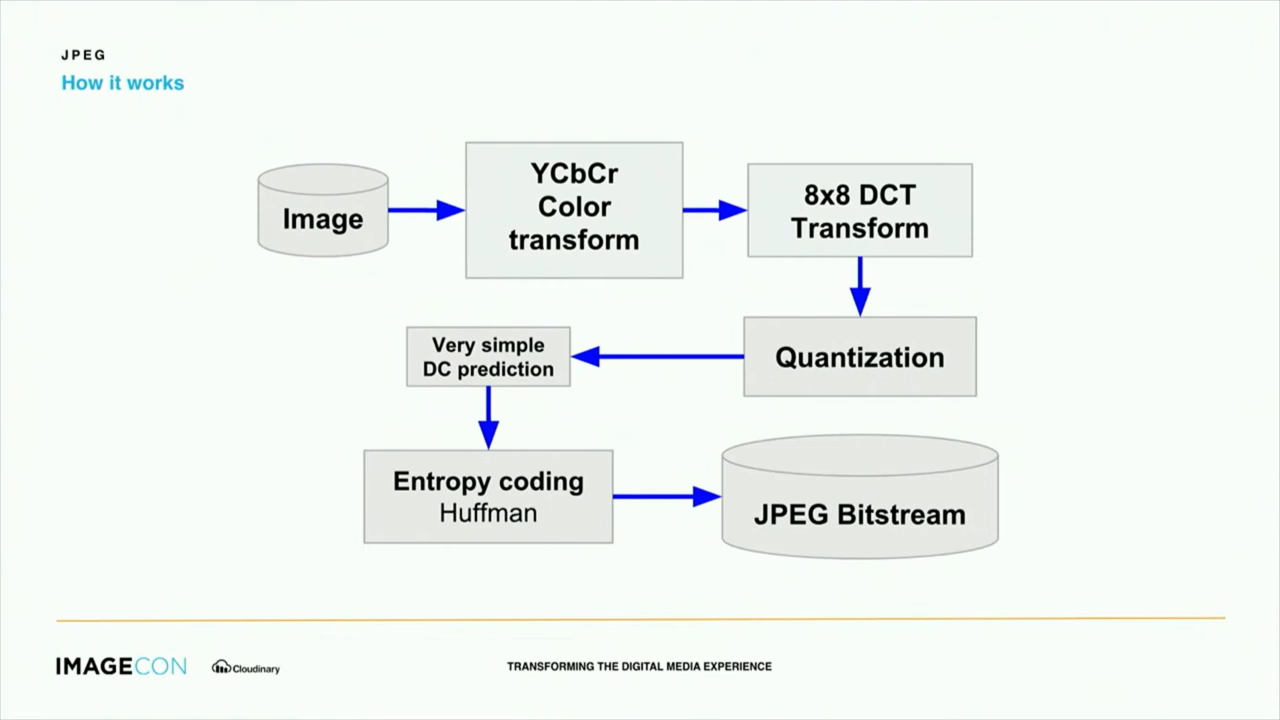 JPEG
How it works
Image
YCbCr
Color
transform
8x8 DCT
Transform
Very simple
DC prediction
Quantization
Entropy coding
Huffman
JPEG Bitstream
IMAGECON
Cloudinary
TRANSFORMING THE DIGITAL MEDIA EXPERIENCE